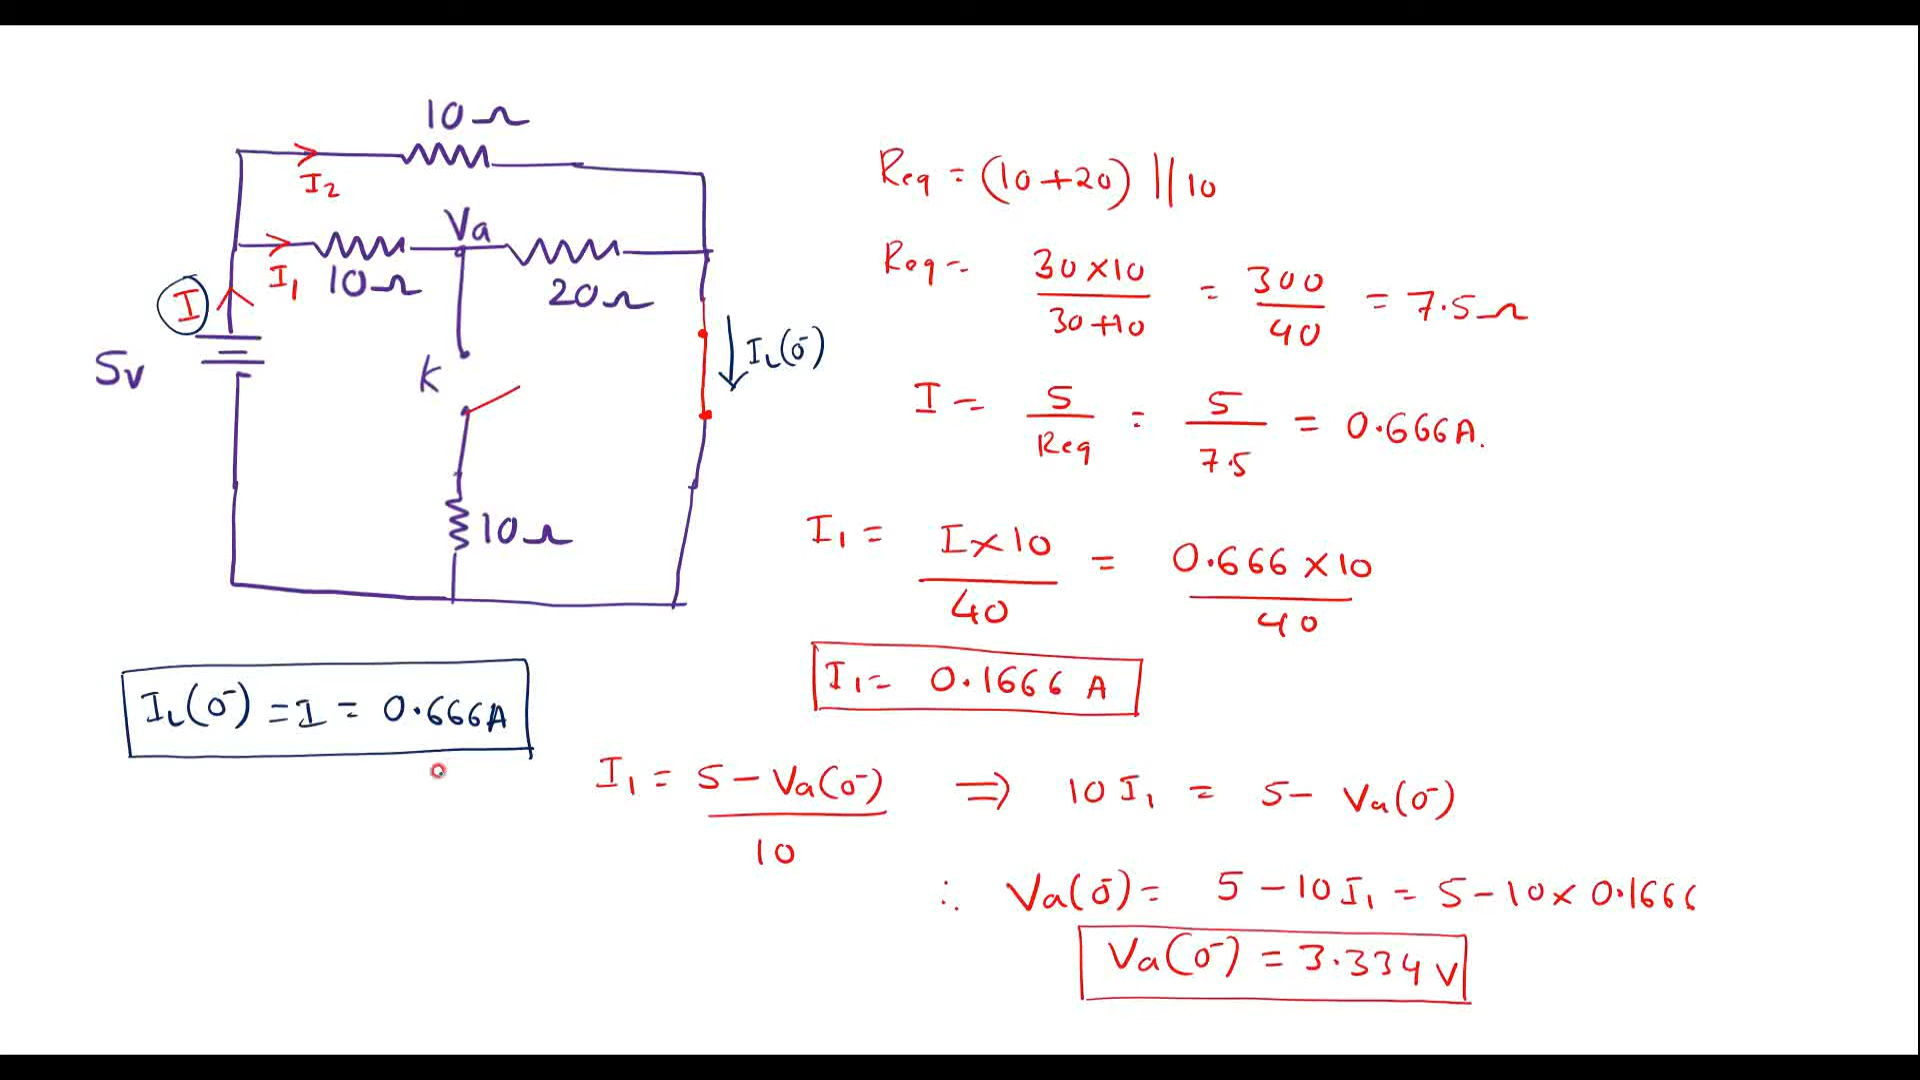 10Ω
I2
Va
I1
10Ω
20Ω
I
5v
K
IL(0-)
10Ω
IL(0-) = I = 0.666A
Req = (10+20) || 10
Req = 30×10 / 30+10 = 300 / 40 = 7.5Ω
I = 5 / Req = 5 / 7.5 = 0.666A.
I1 = I×10 / 40 = 0.666×10 / 40
I1 = 0.1666 A
I1 = 5 - Va(0-) / 10 ⇒ 10 I1 = 5 - Va(0-)
∴ Va(0-) = 5 - 10 I1 = 5 - 10 × 0.1666
Va(0-) = 3.334 V